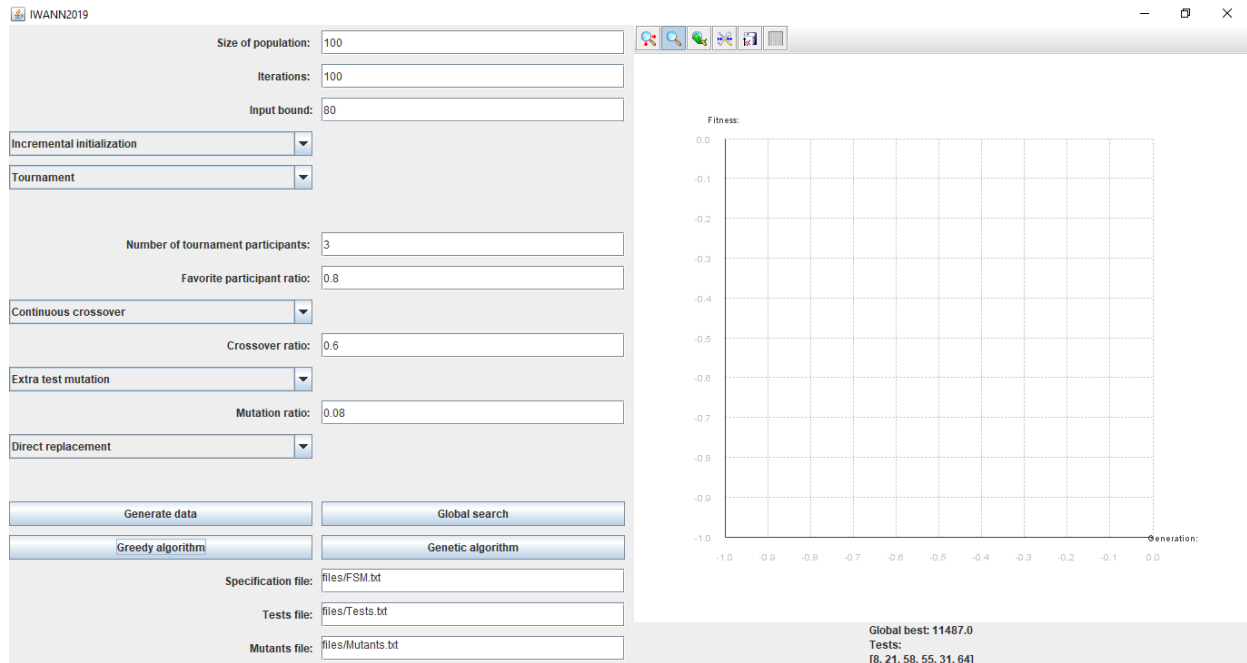 IWANN2019
Size of population: 100
Iterations: 100
Input bound: 80
Incremental initialization
Tournament
Number of tournament participants: 3
Favorite participant ratio: 0.8
Continuous crossover
Crossover ratio: 0.6
Extra test mutation
Mutation ratio: 0.08
Direct replacement
Generate data Global search
Greedy algorithm Genetic algorithm
Specification file: files/FSM.txt
Tests file: files/Tests.txt
Mutants file: files/Mutants.txt
Fitness:
0.0
-0.1
-0.2
-0.3
-0.4
-0.5
-0.6
-0.7
-0.8
-0.9
-1.0
Generation:
-1.0 -0.9 -0.8 -0.7 -0.6 -0.5 -0.4 -0.3 -0.2 -0.1 0.0
Global best: 11487.0
Tests:
[8, 21, 58, 55, 31, 64]